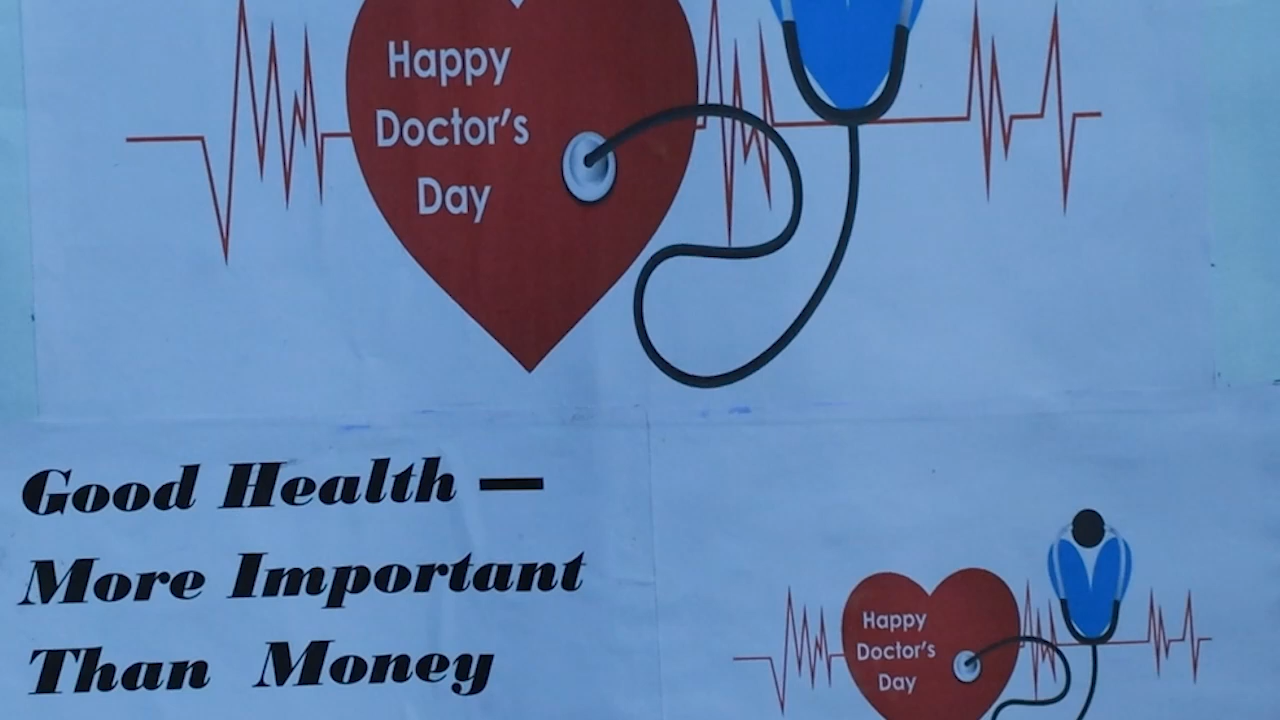 Happy
Doctor's
Day
Good Health —
More Important
Than Money
Happy
Doctor's
Day